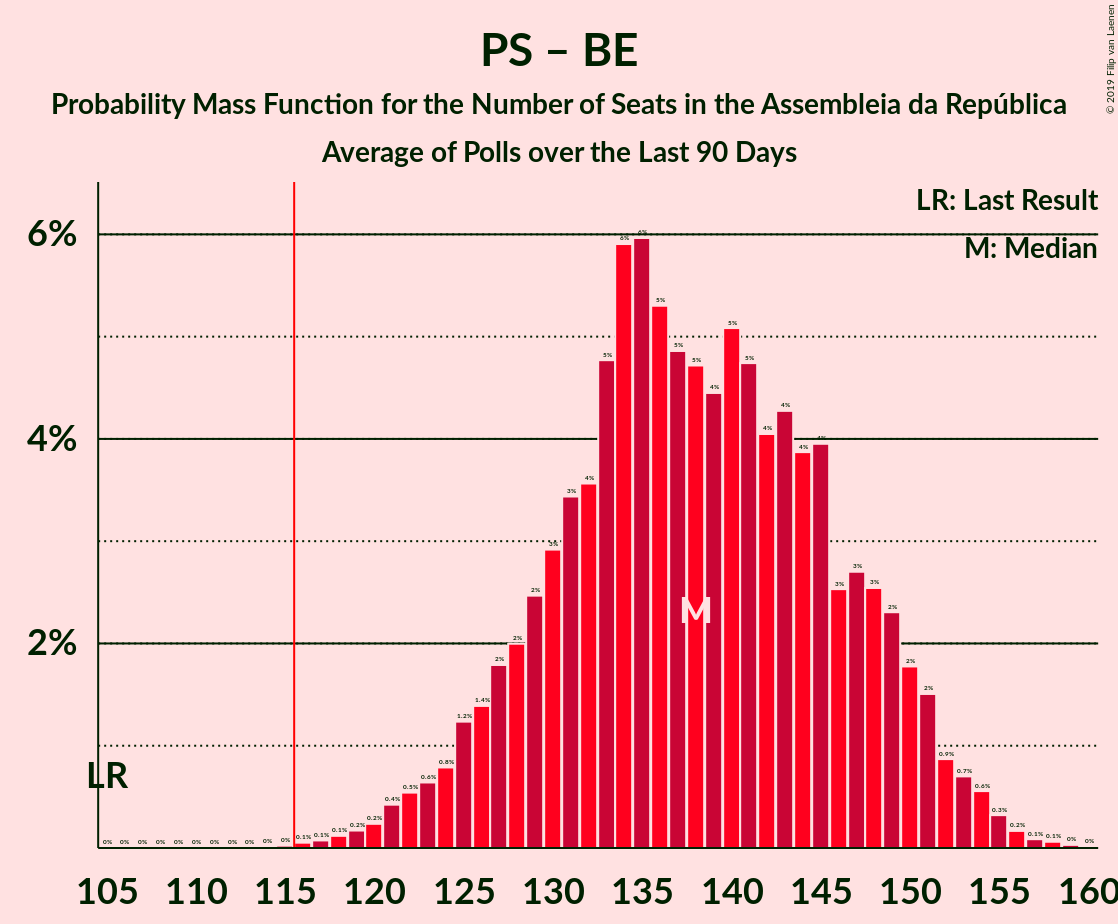 PS – BE
Probability Mass Function for the Number of Seats in the Assembleia da República
Average of Polls over the Last 90 Days
© 2019 Filip van Laenen
LR: Last Result
M: Median
6%
4%
2%
LR
M
0% 0% 0% 0% 0% 0% 0% 0% 0% 0% 0% 0.1% 0.1% 0.1% 0.2% 0.2% 0.4% 0.5% 0.6% 0.8% 1.2% 1.4% 2% 2% 2% 3% 3% 4% 5% 6% 6% 5% 5% 5% 4% 5% 5% 4% 4% 4% 4% 3% 3% 3% 2% 2% 2% 0.9% 0.7% 0.6% 0.3% 0.2% 0.1% 0.1% 0% 0%
105 110 115 120 125 130 135 140 145 150 155 160